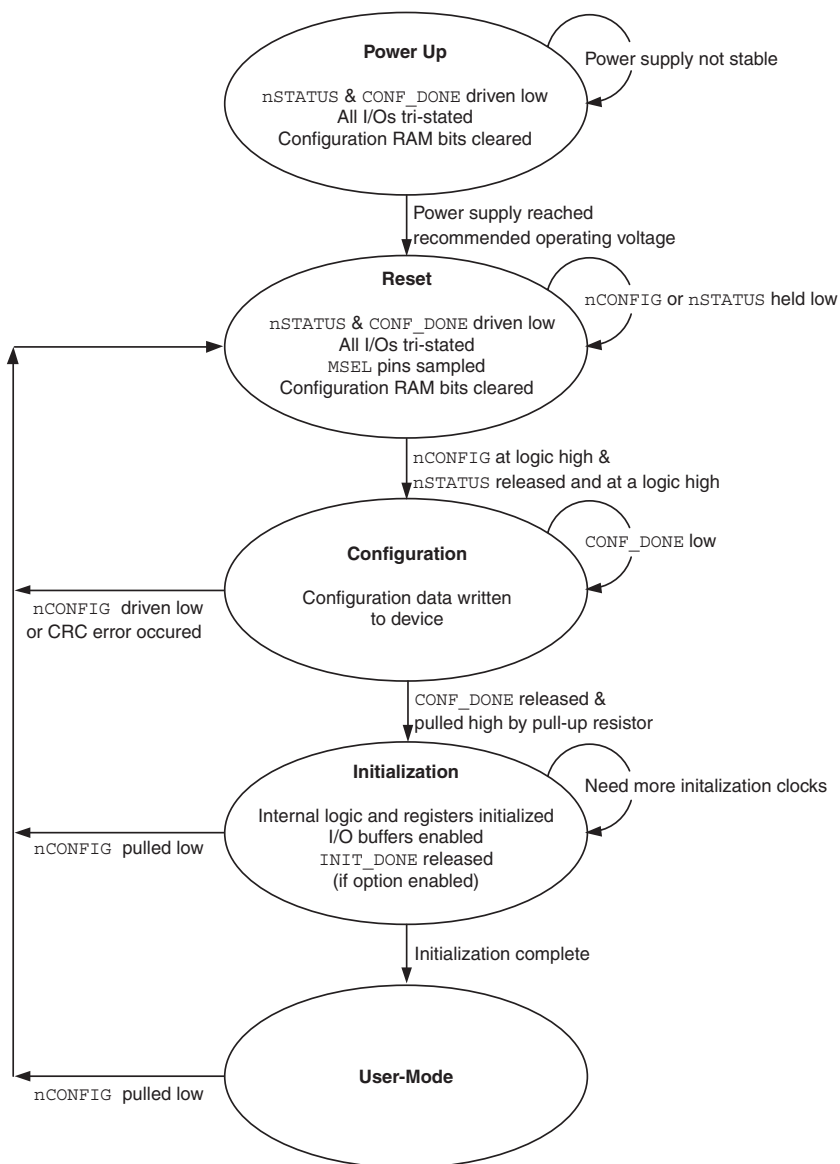 Power Up
nSTATUS & CONF_DONE driven low
All I/Os tri-stated
Configuration RAM bits cleared
Power supply not stable
Power supply reached
recommended operating voltage
Reset
nSTATUS & CONF_DONE driven low
All I/Os tri-stated
MSEL pins sampled
Configuration RAM bits cleared
nCONFIG or nSTATUS held low
nCONFIG at logic high &
nSTATUS released and at a logic high
Configuration
Configuration data written
to device
CONF_DONE low
nCONFIG driven low
or CRC error occured
CONF_DONE released &
pulled high by pull-up resistor
Initialization
Internal logic and registers initialized
I/O buffers enabled
INIT_DONE released
(if option enabled)
Need more initalization clocks
nCONFIG pulled low
Initialization complete
User-Mode
nCONFIG pulled low